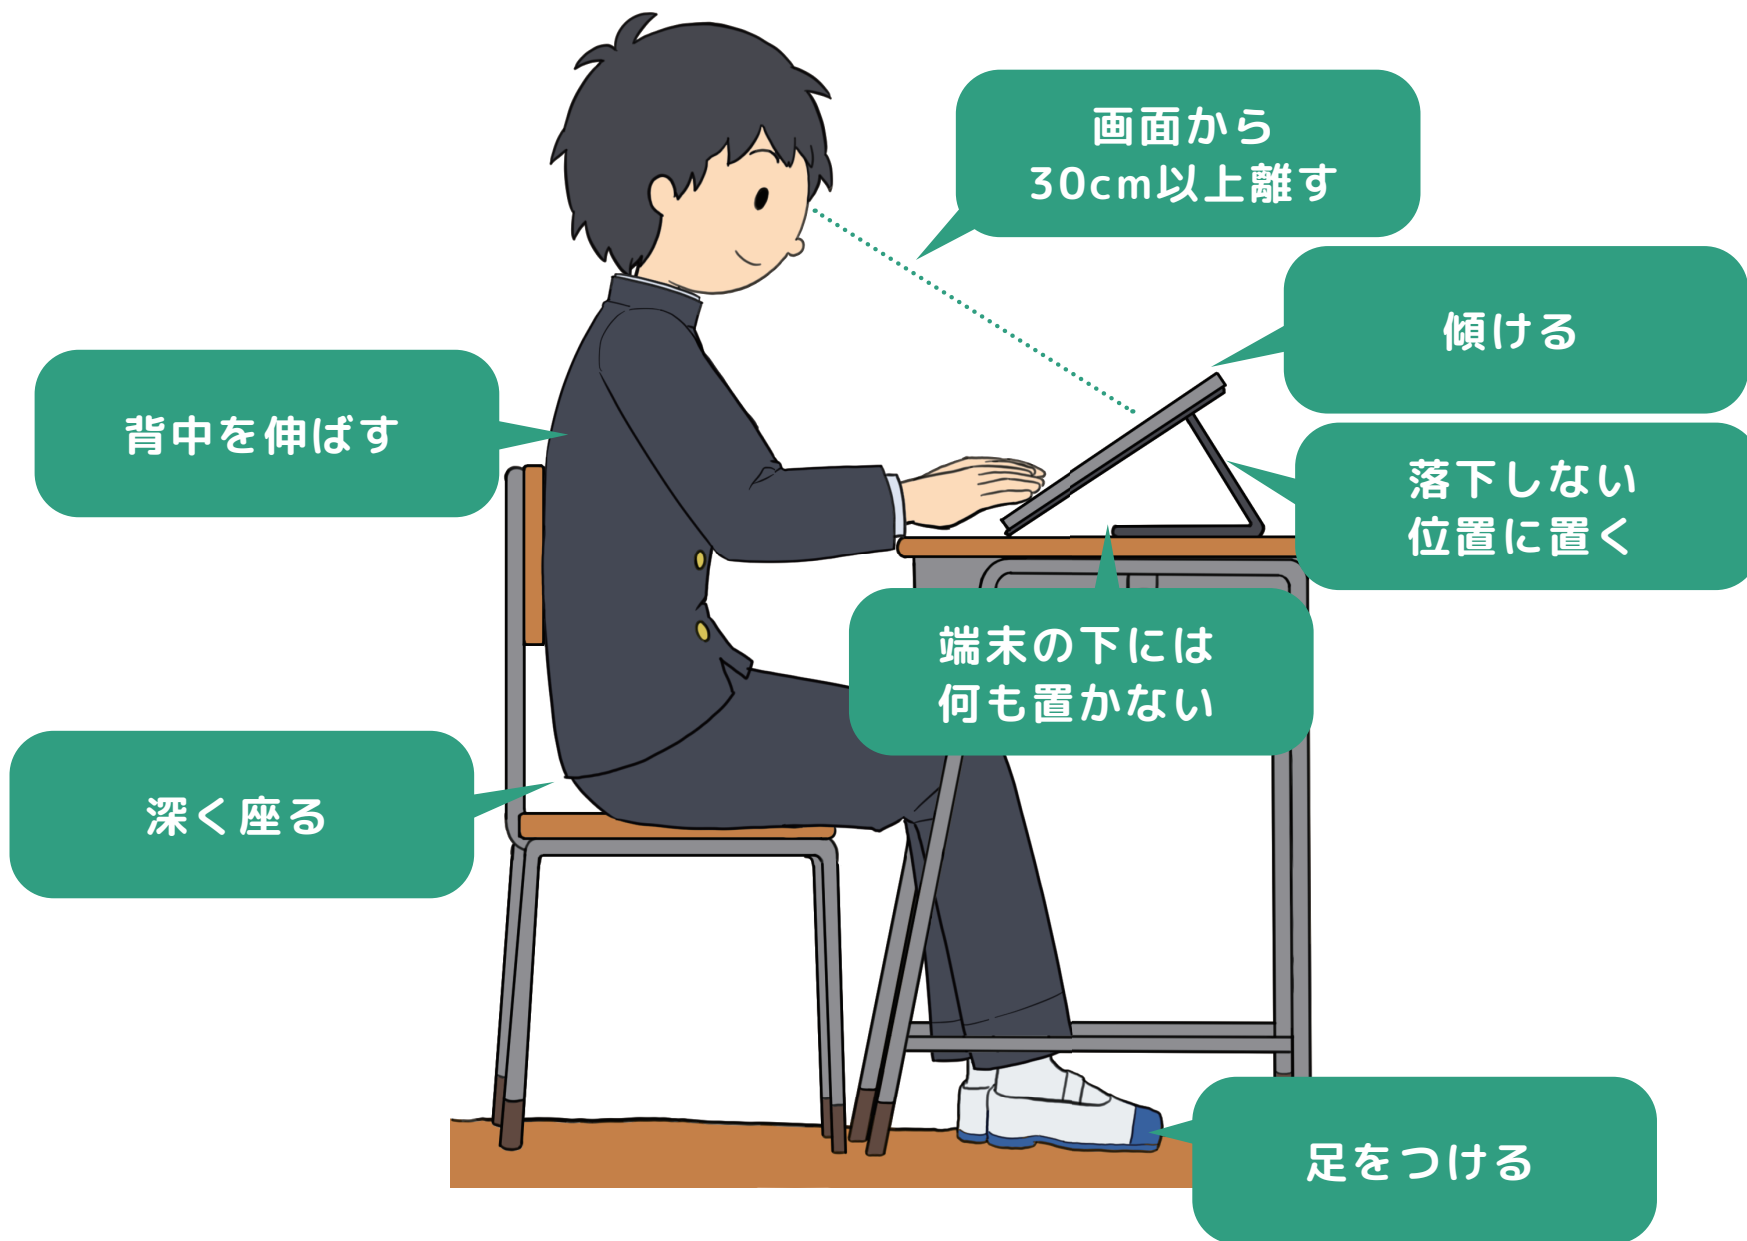 画面から
30cm以上離す
傾ける
背中を伸ばす
落下しない
位置に置く
端末の下には
何も置かない
深く座る
足をつける